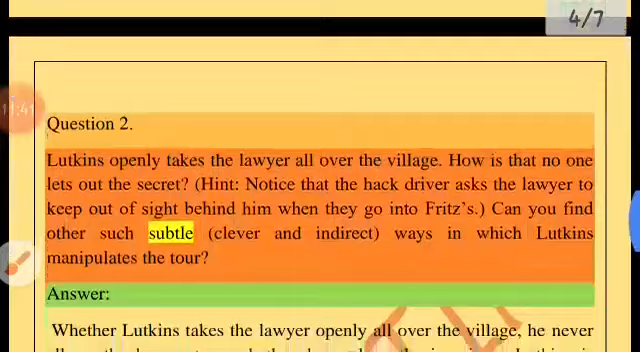 4/7
11:41
Question 2.
Lutkins openly takes the lawyer all over the village. How is that no one
lets out the secret? (Hint: Notice that the hack driver asks the lawyer to
keep out of sight behind him when they go into Fritz's.) Can you find
other such subtle (clever and indirect) ways in which Lutkins
manipulates the tour?
Answer:
Whether Lutkins takes the lawyer openly all over the village, he never